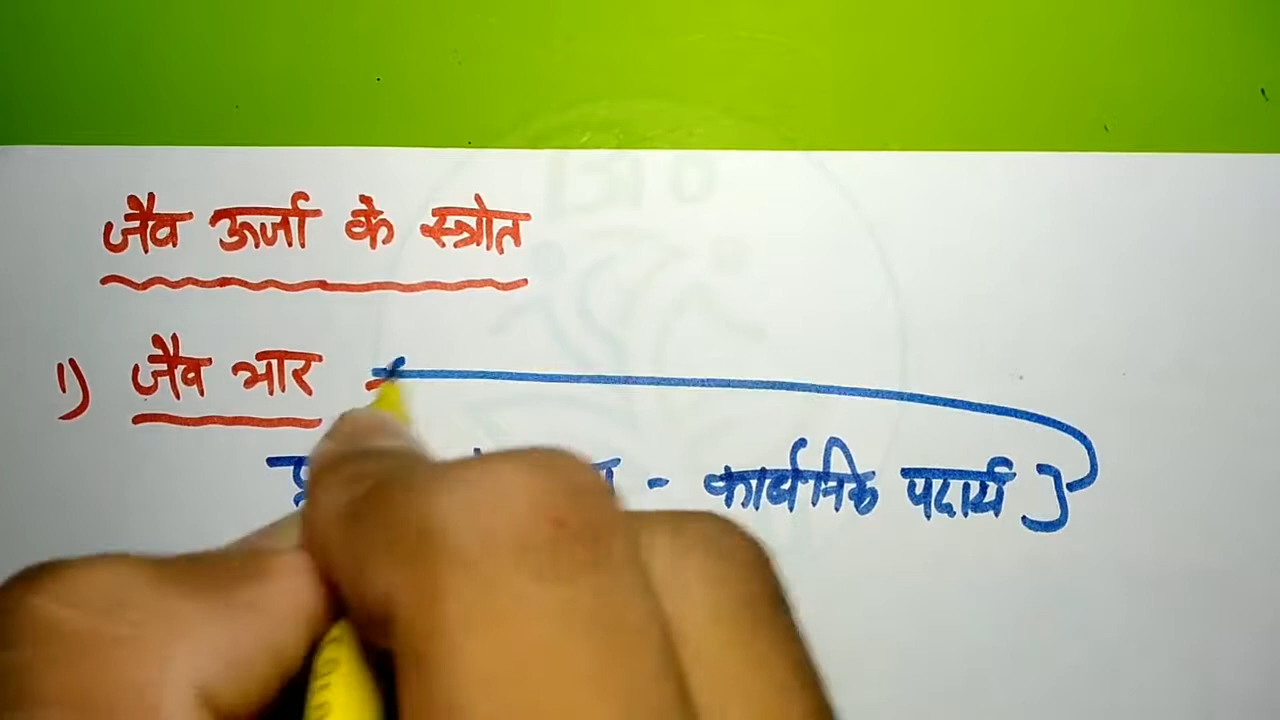 जैव ऊर्जा के स्त्रोत
1) जैव भार
- कार्बनिक पदार्थ }